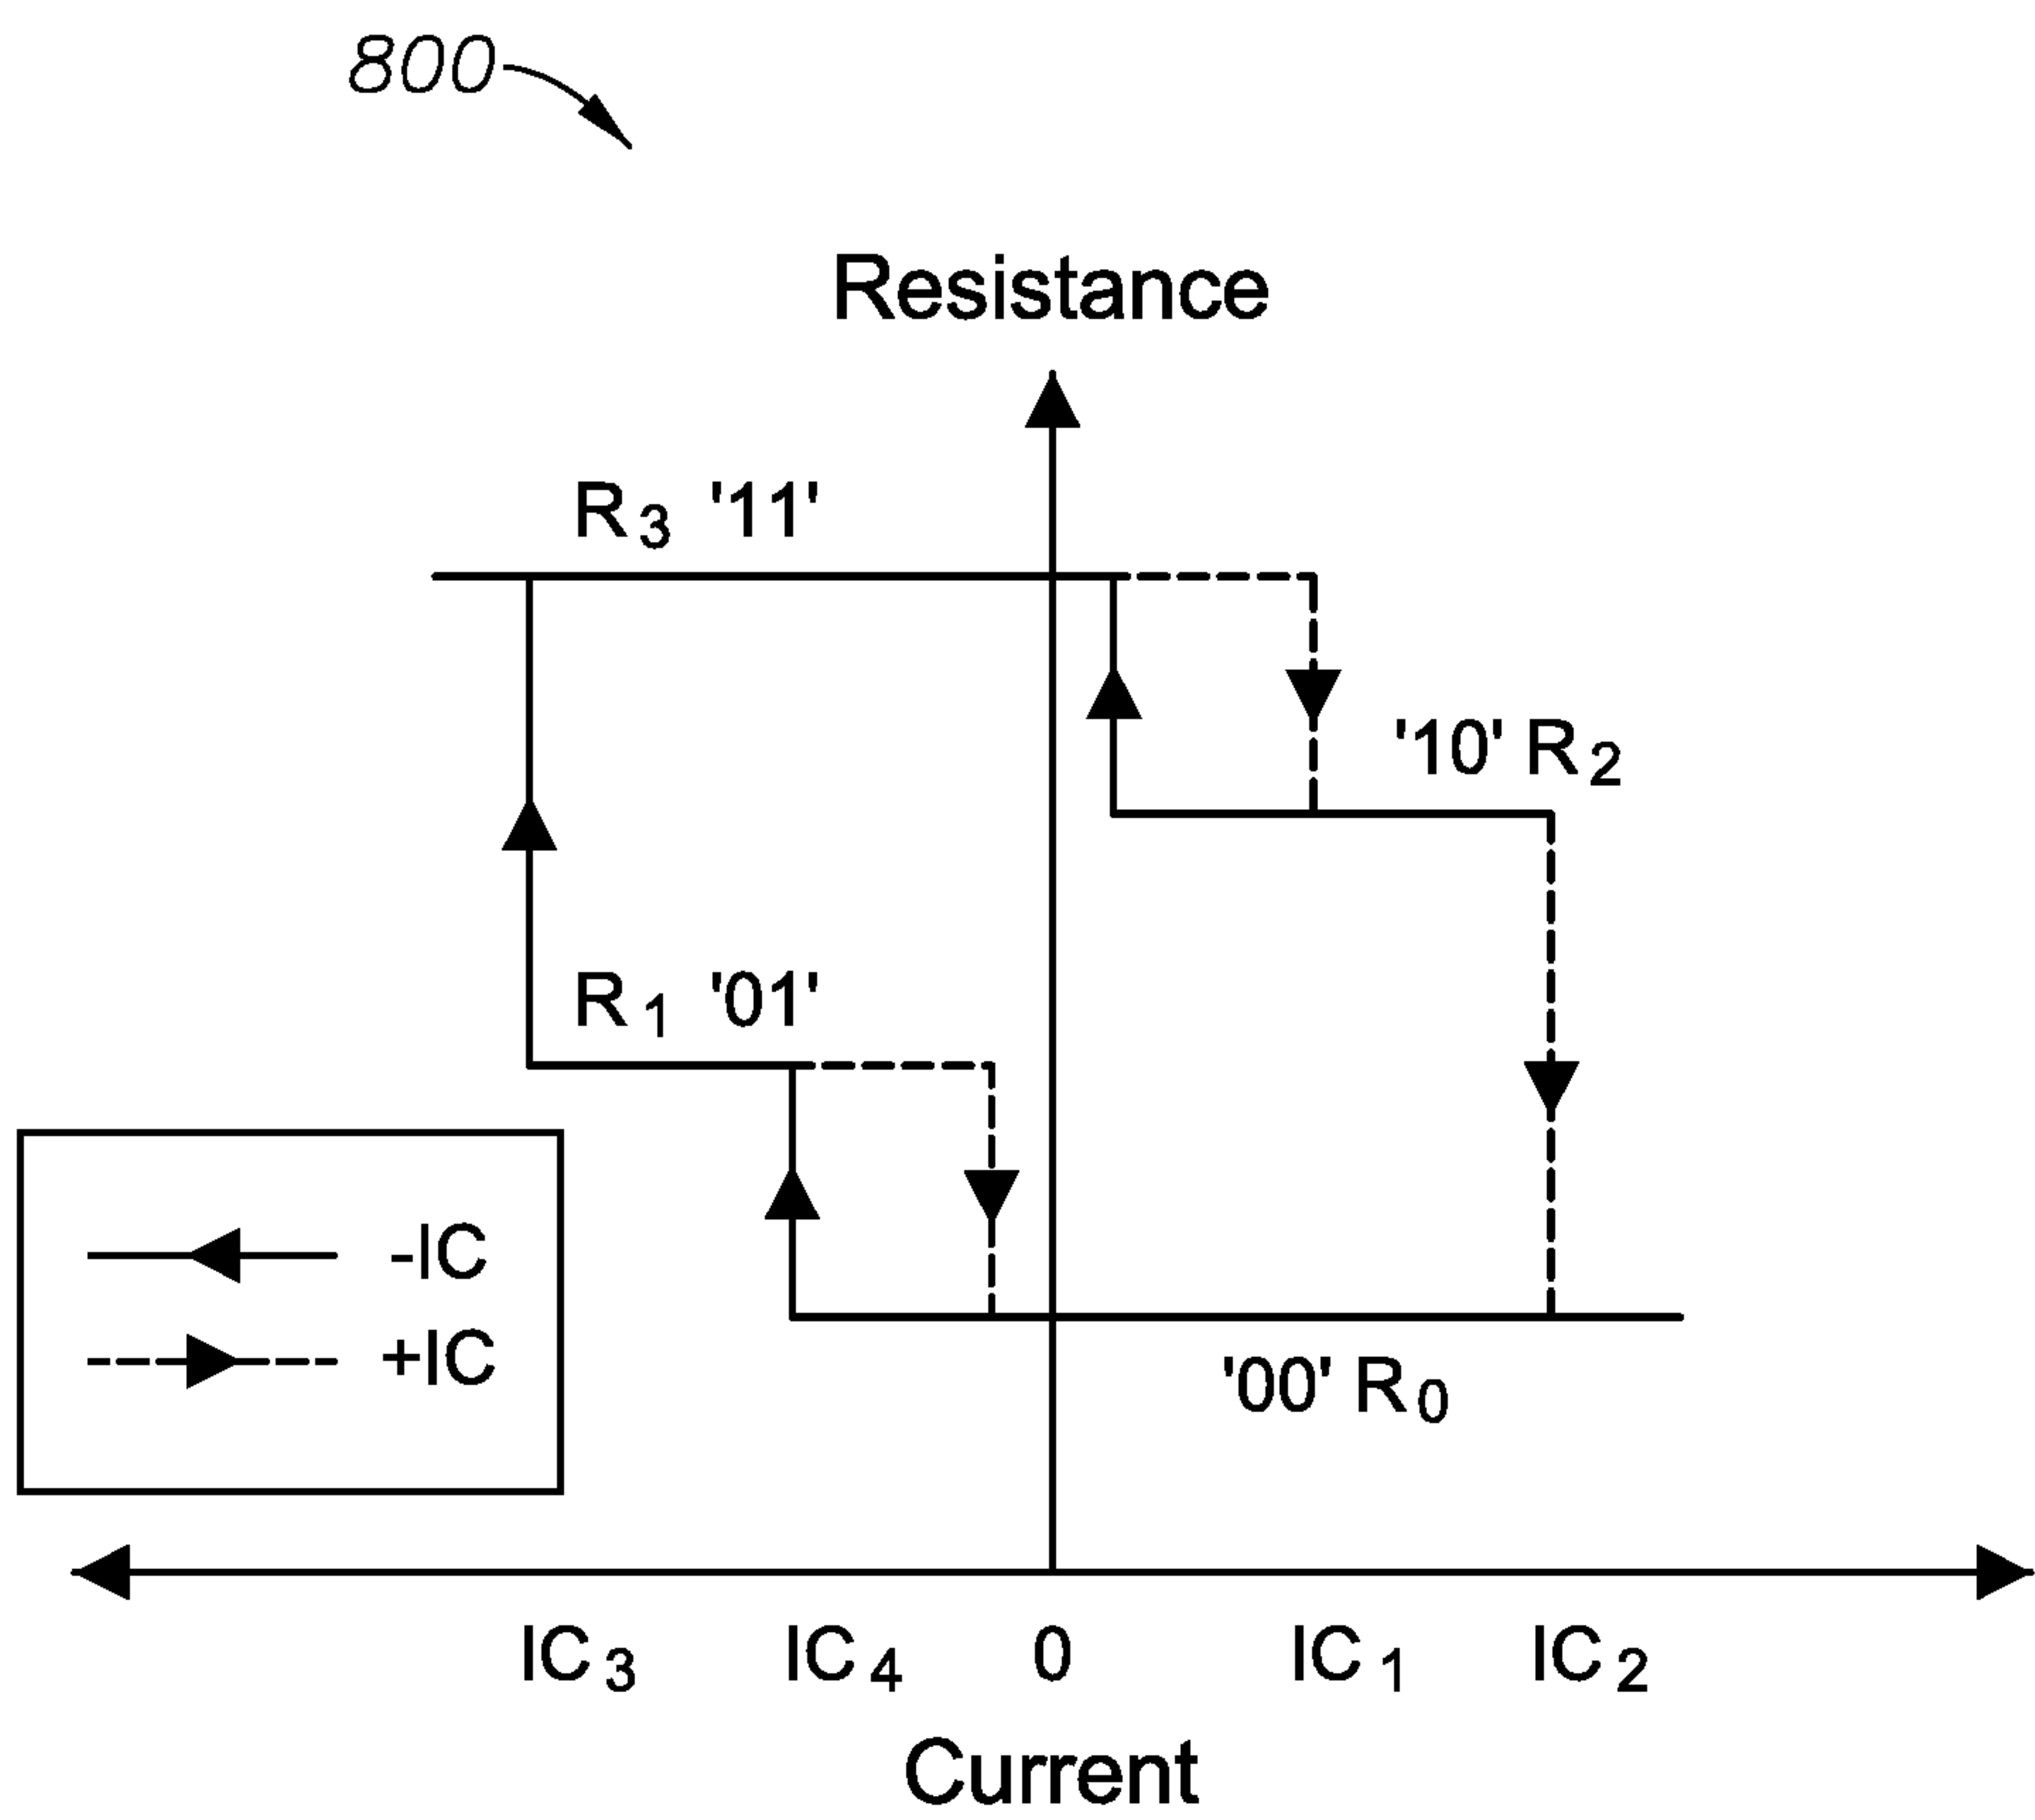 800
Resistance
R3 '11'
'10' R2
R1 '01'
-IC
+IC
'00' R0
IC3 IC4 0 IC1 IC2
Current